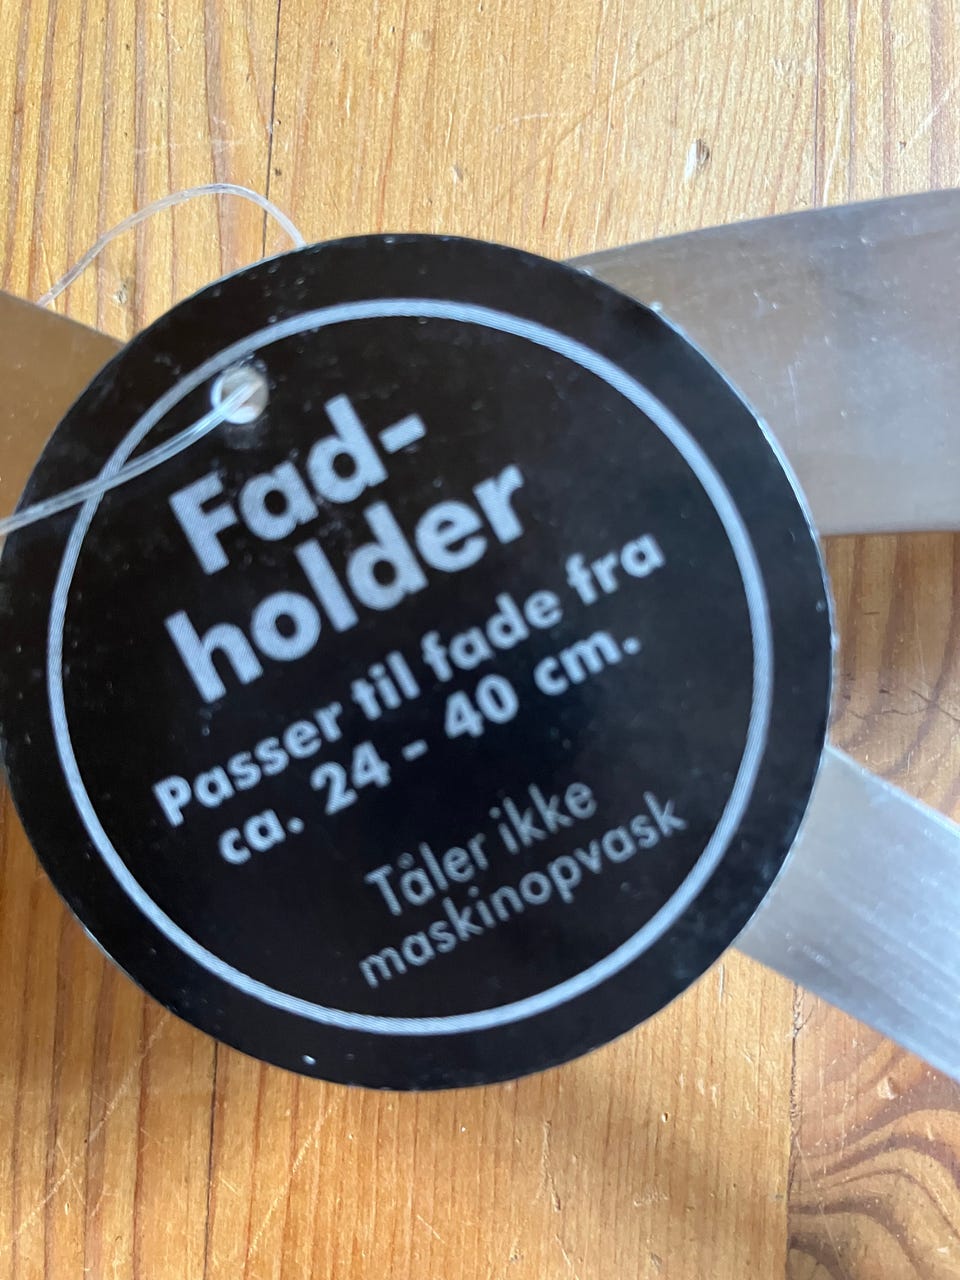 Fad-
holder
Passer til fade fra
ca. 24 - 40 cm.
Tåler ikke
maskinopvask